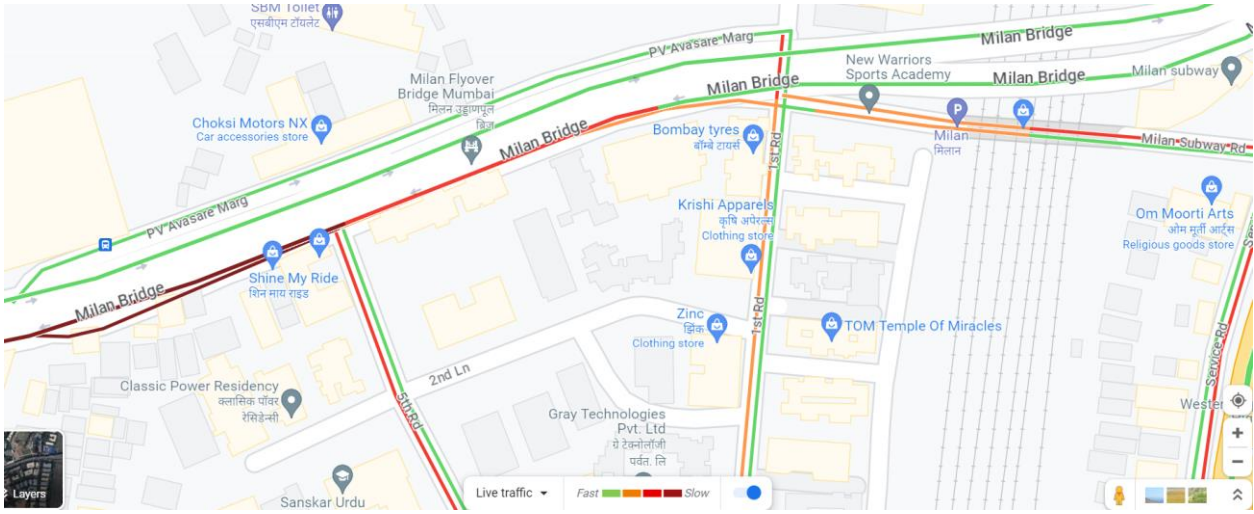 SBM Toilet
एसबीएम टॉयलेट
PV Avasare Marg
Milan Bridge
New Warriors
Sports Academy
Milan Bridge
Milan subway
Milan Flyover
Bridge Mumbai
मिलन उड्डाणपूल
ब्रिज
Milan Bridge
Choksi Motors NX
Car accessories store
Milan Bridge
Bombay tyres
बॉम्बे टायर्स
1st Rd
Milan
मिलान
Milan Subway Rd
PV Avasare Marg
Krishi Apparels
कृषि अपेरल्स
Clothing store
Om Moorti Arts
ओम मूर्ती आर्ट्स
Religious goods store
Shine My Ride
शिन माय राइड
Milan Bridge
Zinc
झिंक
Clothing store
1st Rd
TOM Temple Of Miracles
Service Rd
2nd Ln
Classic Power Residency
क्लासिक पॉवर
रेसिडेन्सी
5th Rd
Gray Technologies
Pvt. Ltd
ग्रे टेक्नोलॉजी
पर्वत. लि
Sanskar Urdu
Layers
Live traffic
Fast
Slow